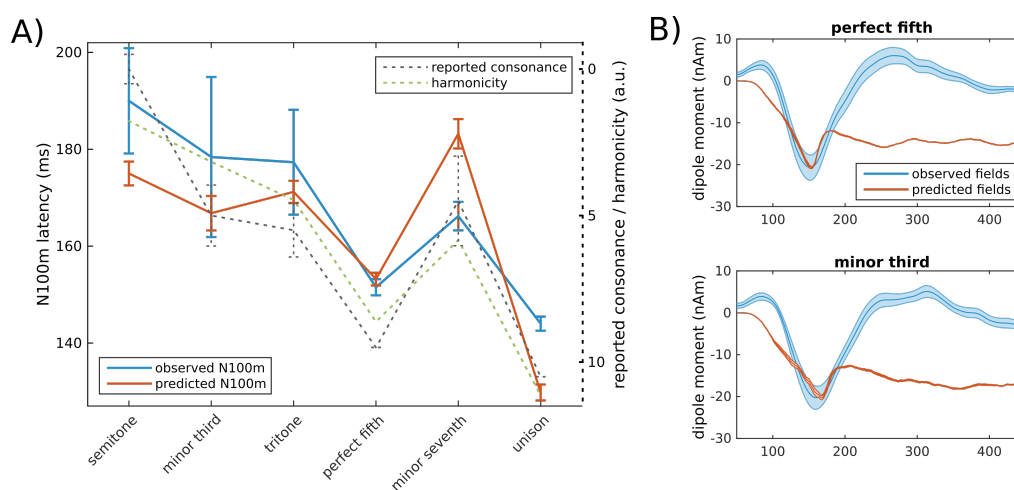 A)
200
180
160
140
N100m latency (ms)
reported consonance
harmonicity
observed N100m
predicted N100m
0
5
10
reported consonance / harmonicity (a.u.)
semitone
minor third
tritone
perfect fifth
minor seventh
unison
B)
perfect fifth
dipole moment (nAm)
10
0
-10
-20
-30
observed fields
predicted fields
100
200
300
400
minor third
dipole moment (nAm)
10
0
-10
-20
-30
100
200
300
400